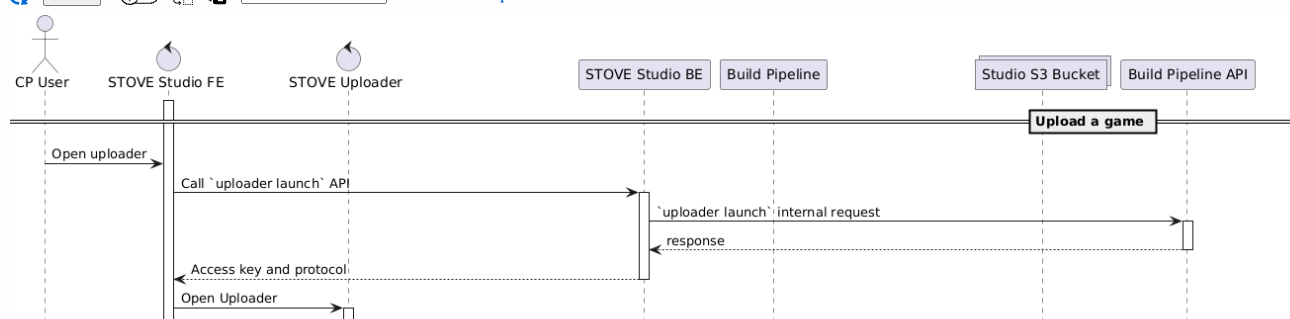 CP User
STOVE Studio FE
STOVE Uploader
STOVE Studio BE
Build Pipeline
Studio S3 Bucket
Build Pipeline API
Upload a game
Open uploader
Call `uploader launch` API
`uploader launch` internal request
response
Access key and protocol
Open Uploader